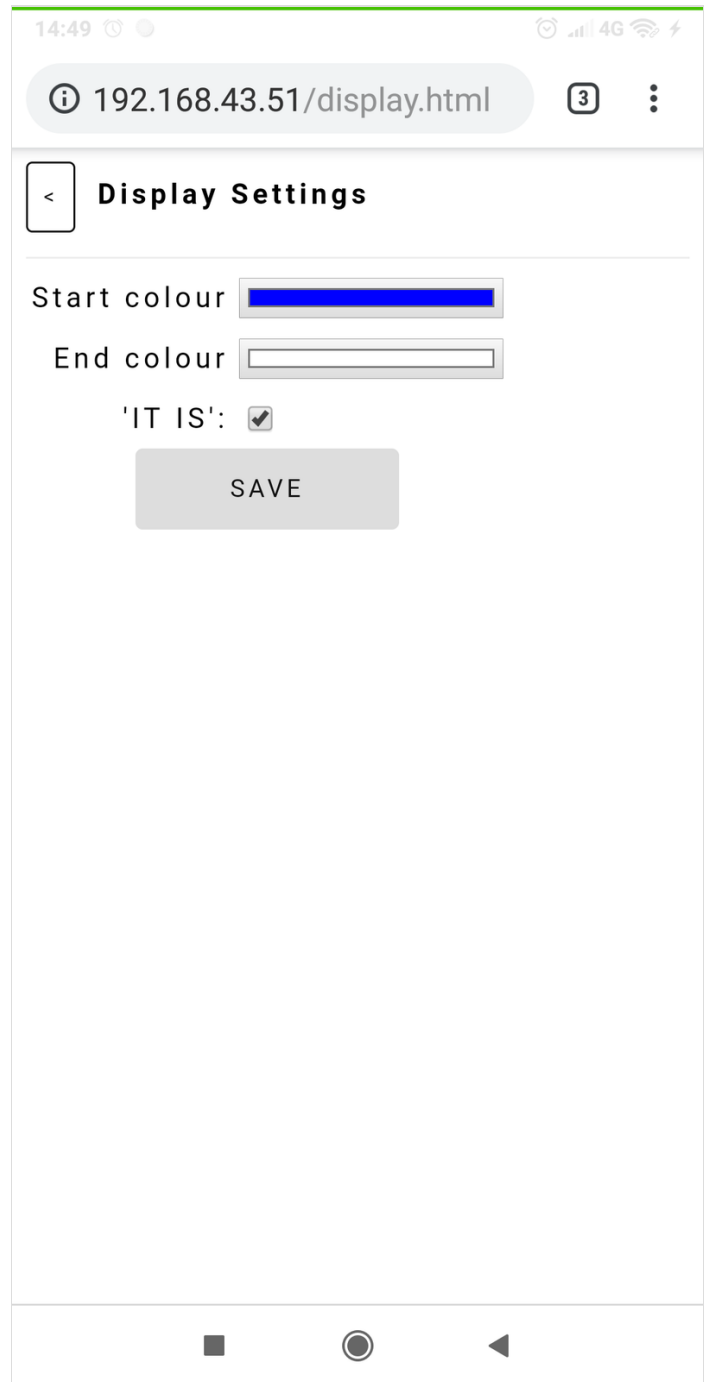 14:49 4G
192.168.43.51/display.html 3
< Display Settings
Start colour
End colour
'IT IS':
SAVE